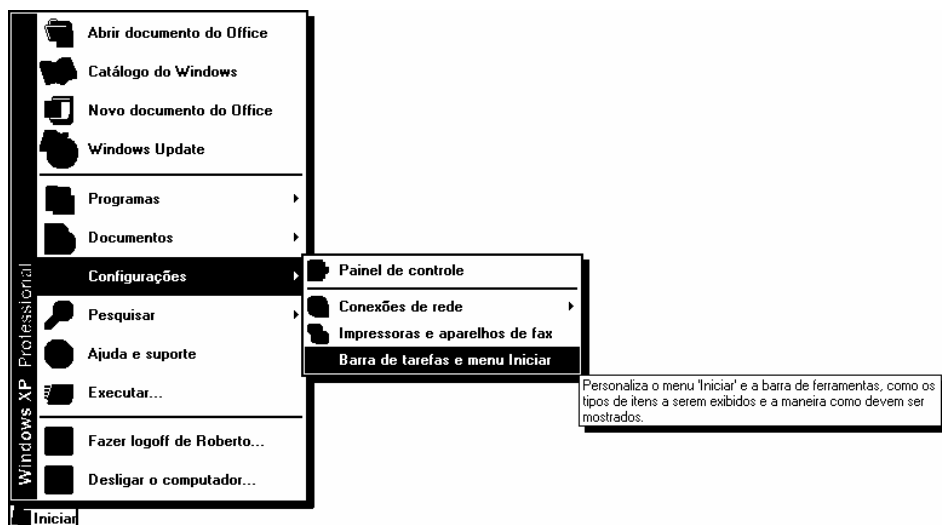 Abrir documento do Office
Catálogo do Windows
Novo documento do Office
Windows Update
Programas
Documentos
Configurações
Pesquisar
Ajuda e suporte
Executar...
Fazer logoff de Roberto...
Desligar o computador...
Windows XP Professional
Painel de controle
Conexões de rede
Impressoras e aparelhos de fax
Barra de tarefas e menu Iniciar
Personaliza o menu 'Iniciar' e a barra de ferramentas, como os
tipos de itens a serem exibidos e a maneira como devem ser
mostrados.
Iniciar